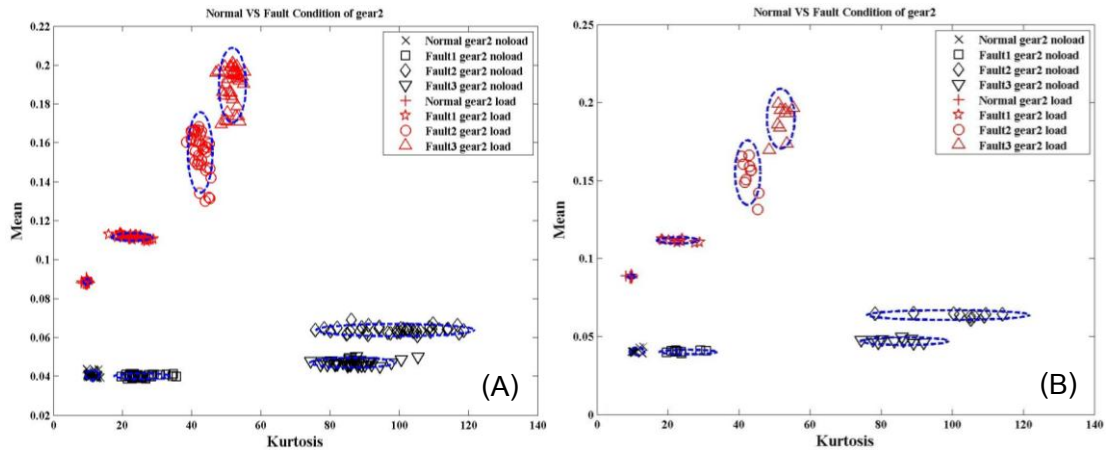 Normal VS Fault Condition of gear2
0.22
0.2
0.18
0.16
0.14
0.12
0.1
0.08
0.06
0.04
0.02
Mean
0 20 40 60 80 100 120 140
Kurtosis
Normal gear2 noload
Fault1 gear2 noload
Fault2 gear2 noload
Fault3 gear2 noload
Normal gear2 load
Fault1 gear2 load
Fault2 gear2 load
Fault3 gear2 load
(A)
Normal VS Fault Condition of gear2
0.25
0.2
0.15
0.1
0.05
0
Mean
0 20 40 60 80 100 120 140
Kurtosis
Normal gear2 noload
Fault1 gear2 noload
Fault2 gear2 noload
Fault3 gear2 noload
Normal gear2 load
Fault1 gear2 load
Fault2 gear2 load
Fault3 gear2 load
(B)